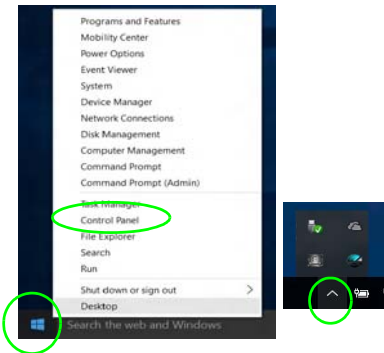 Programs and Features
Mobility Center
Power Options
Event Viewer
System
Device Manager
Network Connections
Disk Management
Computer Management
Command Prompt
Command Prompt (Admin)
Task Manager
Control Panel
File Explorer
Search
Run
Shut down or sign out
Desktop
Search the web and Windows